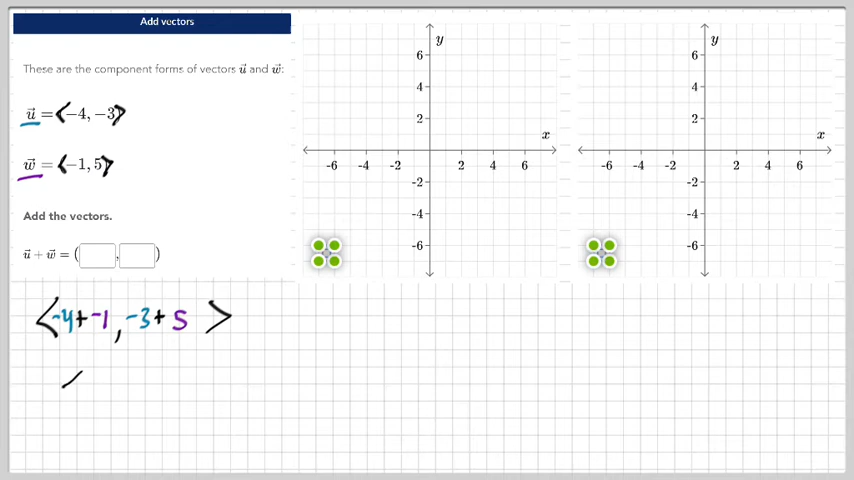 Add vectors
These are the component forms of vectors u⃗ and w⃗:
u⃗ = ⟨−4, −3⟩
w⃗ = ⟨−1, 5⟩
Add the vectors.
u⃗ + w⃗ = ( , )
⟨-4+-1, -3+5⟩
y
6
4
2
x
-6 -4 -2 2 4 6
-2
-4
-6
y
6
4
2
x
-6 -4 -2 2 4 6
-2
-4
-6